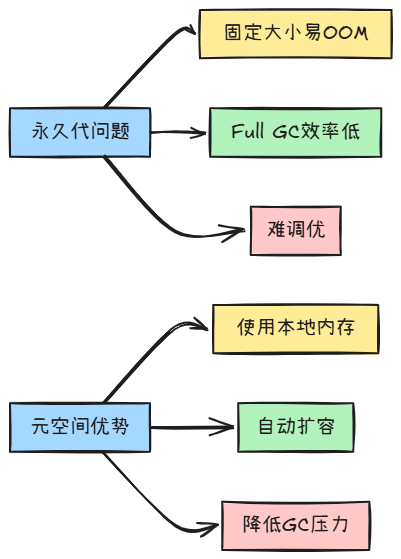 固定大小易OOM
永久代问题
Full GC效率低
难调优
使用本地内存
元空间优势
自动扩容
降低GC压力